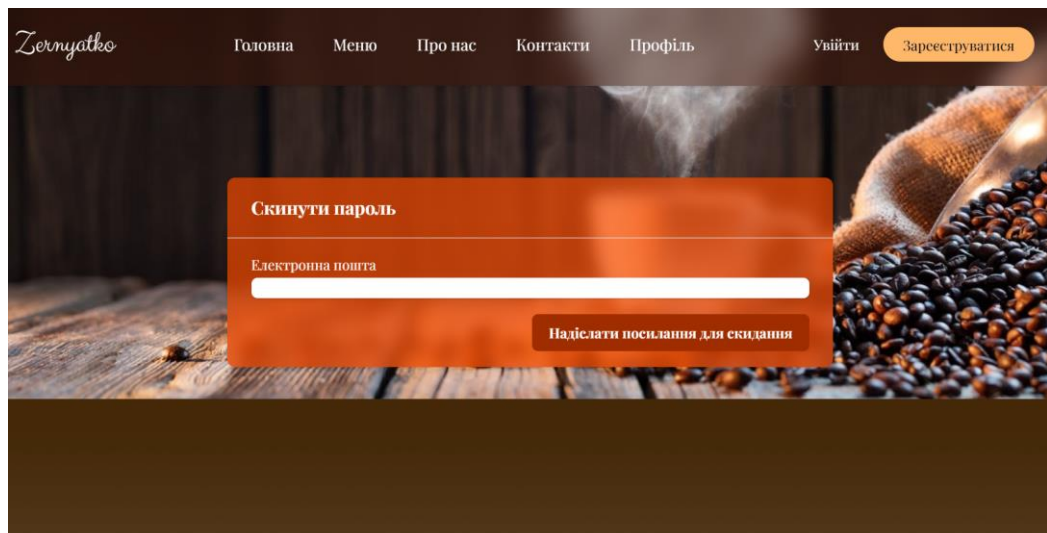 Zernyatko
Головна Меню Про нас Контакти Профіль Увійти Зареєструватися
Скинути пароль
Електронна пошта
Надіслати посилання для скидання